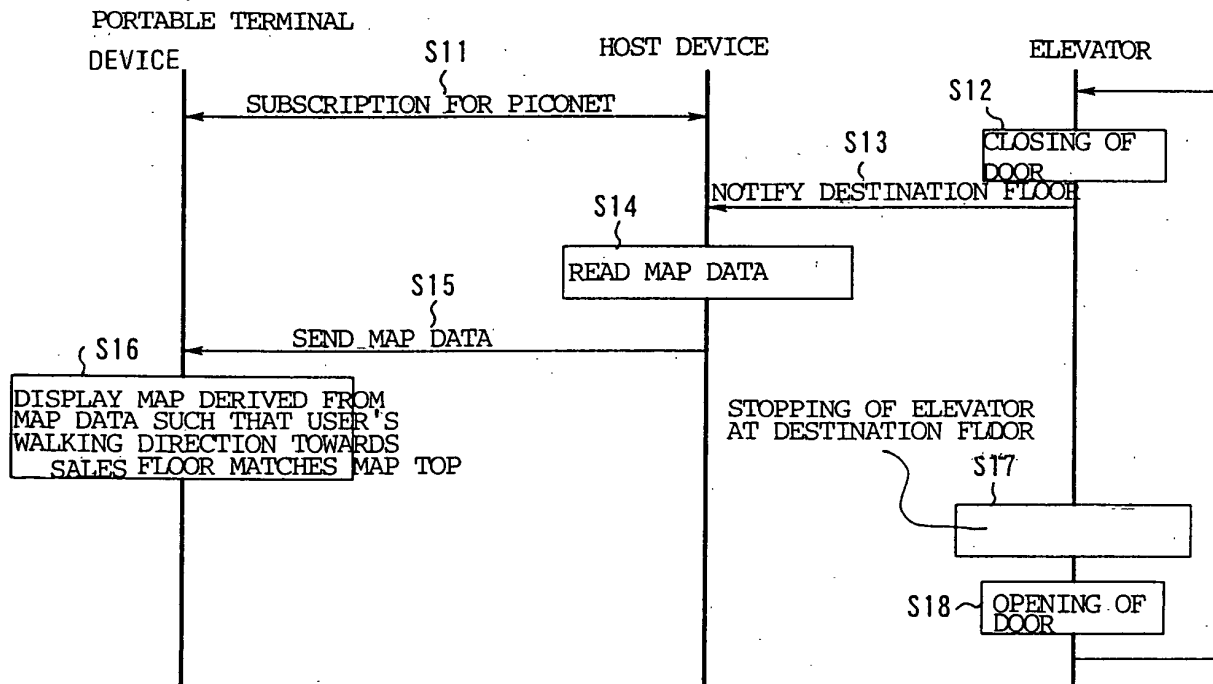 PORTABLE TERMINAL
DEVICE
HOST DEVICE
ELEVATOR
S11
SUBSCRIPTION FOR PICONET
S12
CLOSING OF
DOOR
S13
NOTIFY DESTINATION FLOOR
S14
READ MAP DATA
S15
SEND MAP DATA
S16
DISPLAY MAP DERIVED FROM
MAP DATA SUCH THAT USER'S
WALKING DIRECTION TOWARDS
SALES FLOOR MATCHES MAP TOP
STOPPING OF ELEVATOR
AT DESTINATION FLOOR
S17
S18
OPENING OF
DOOR